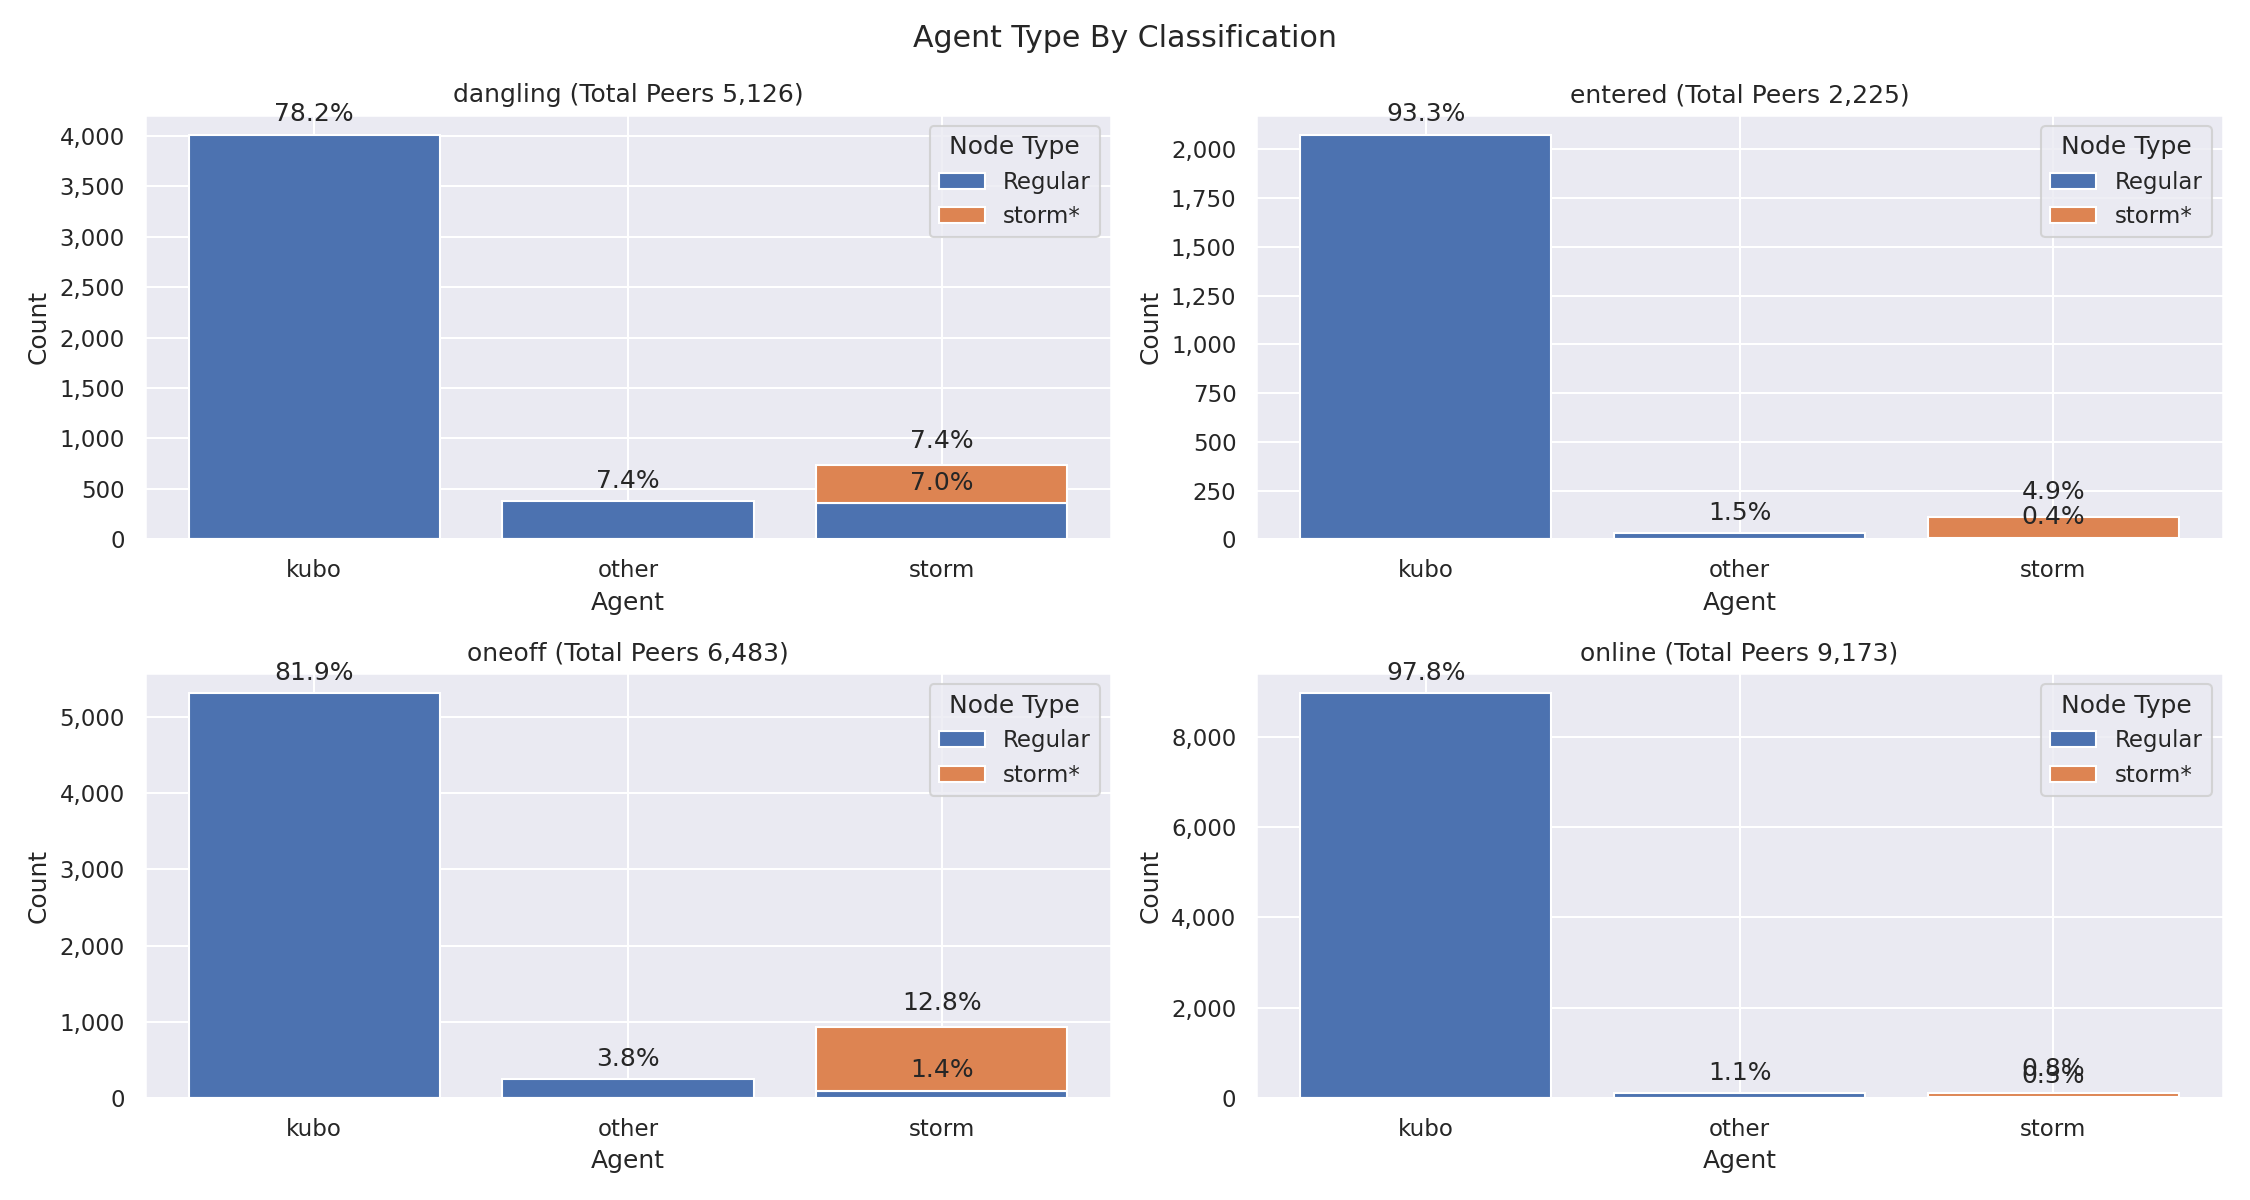 Agent Type By Classification
dangling (Total Peers 5,126)
78.2%
4,000
3,500
3,000
2,500
2,000
1,500
1,000
500
0
Count
7.4%
7.4%
7.0%
Node Type
Regular
storm*
kubo
other
storm
Agent
entered (Total Peers 2,225)
93.3%
2,000
1,750
1,500
1,250
1,000
750
500
250
0
Count
1.5%
4.9%
0.4%
Node Type
Regular
storm*
kubo
other
storm
Agent
oneoff (Total Peers 6,483)
81.9%
5,000
4,000
3,000
2,000
1,000
0
Count
3.8%
12.8%
1.4%
Node Type
Regular
storm*
kubo
other
storm
Agent
online (Total Peers 9,173)
97.8%
8,000
6,000
4,000
2,000
0
Count
1.1%
0.8%
Node Type
Regular
storm*
kubo
other
storm
Agent